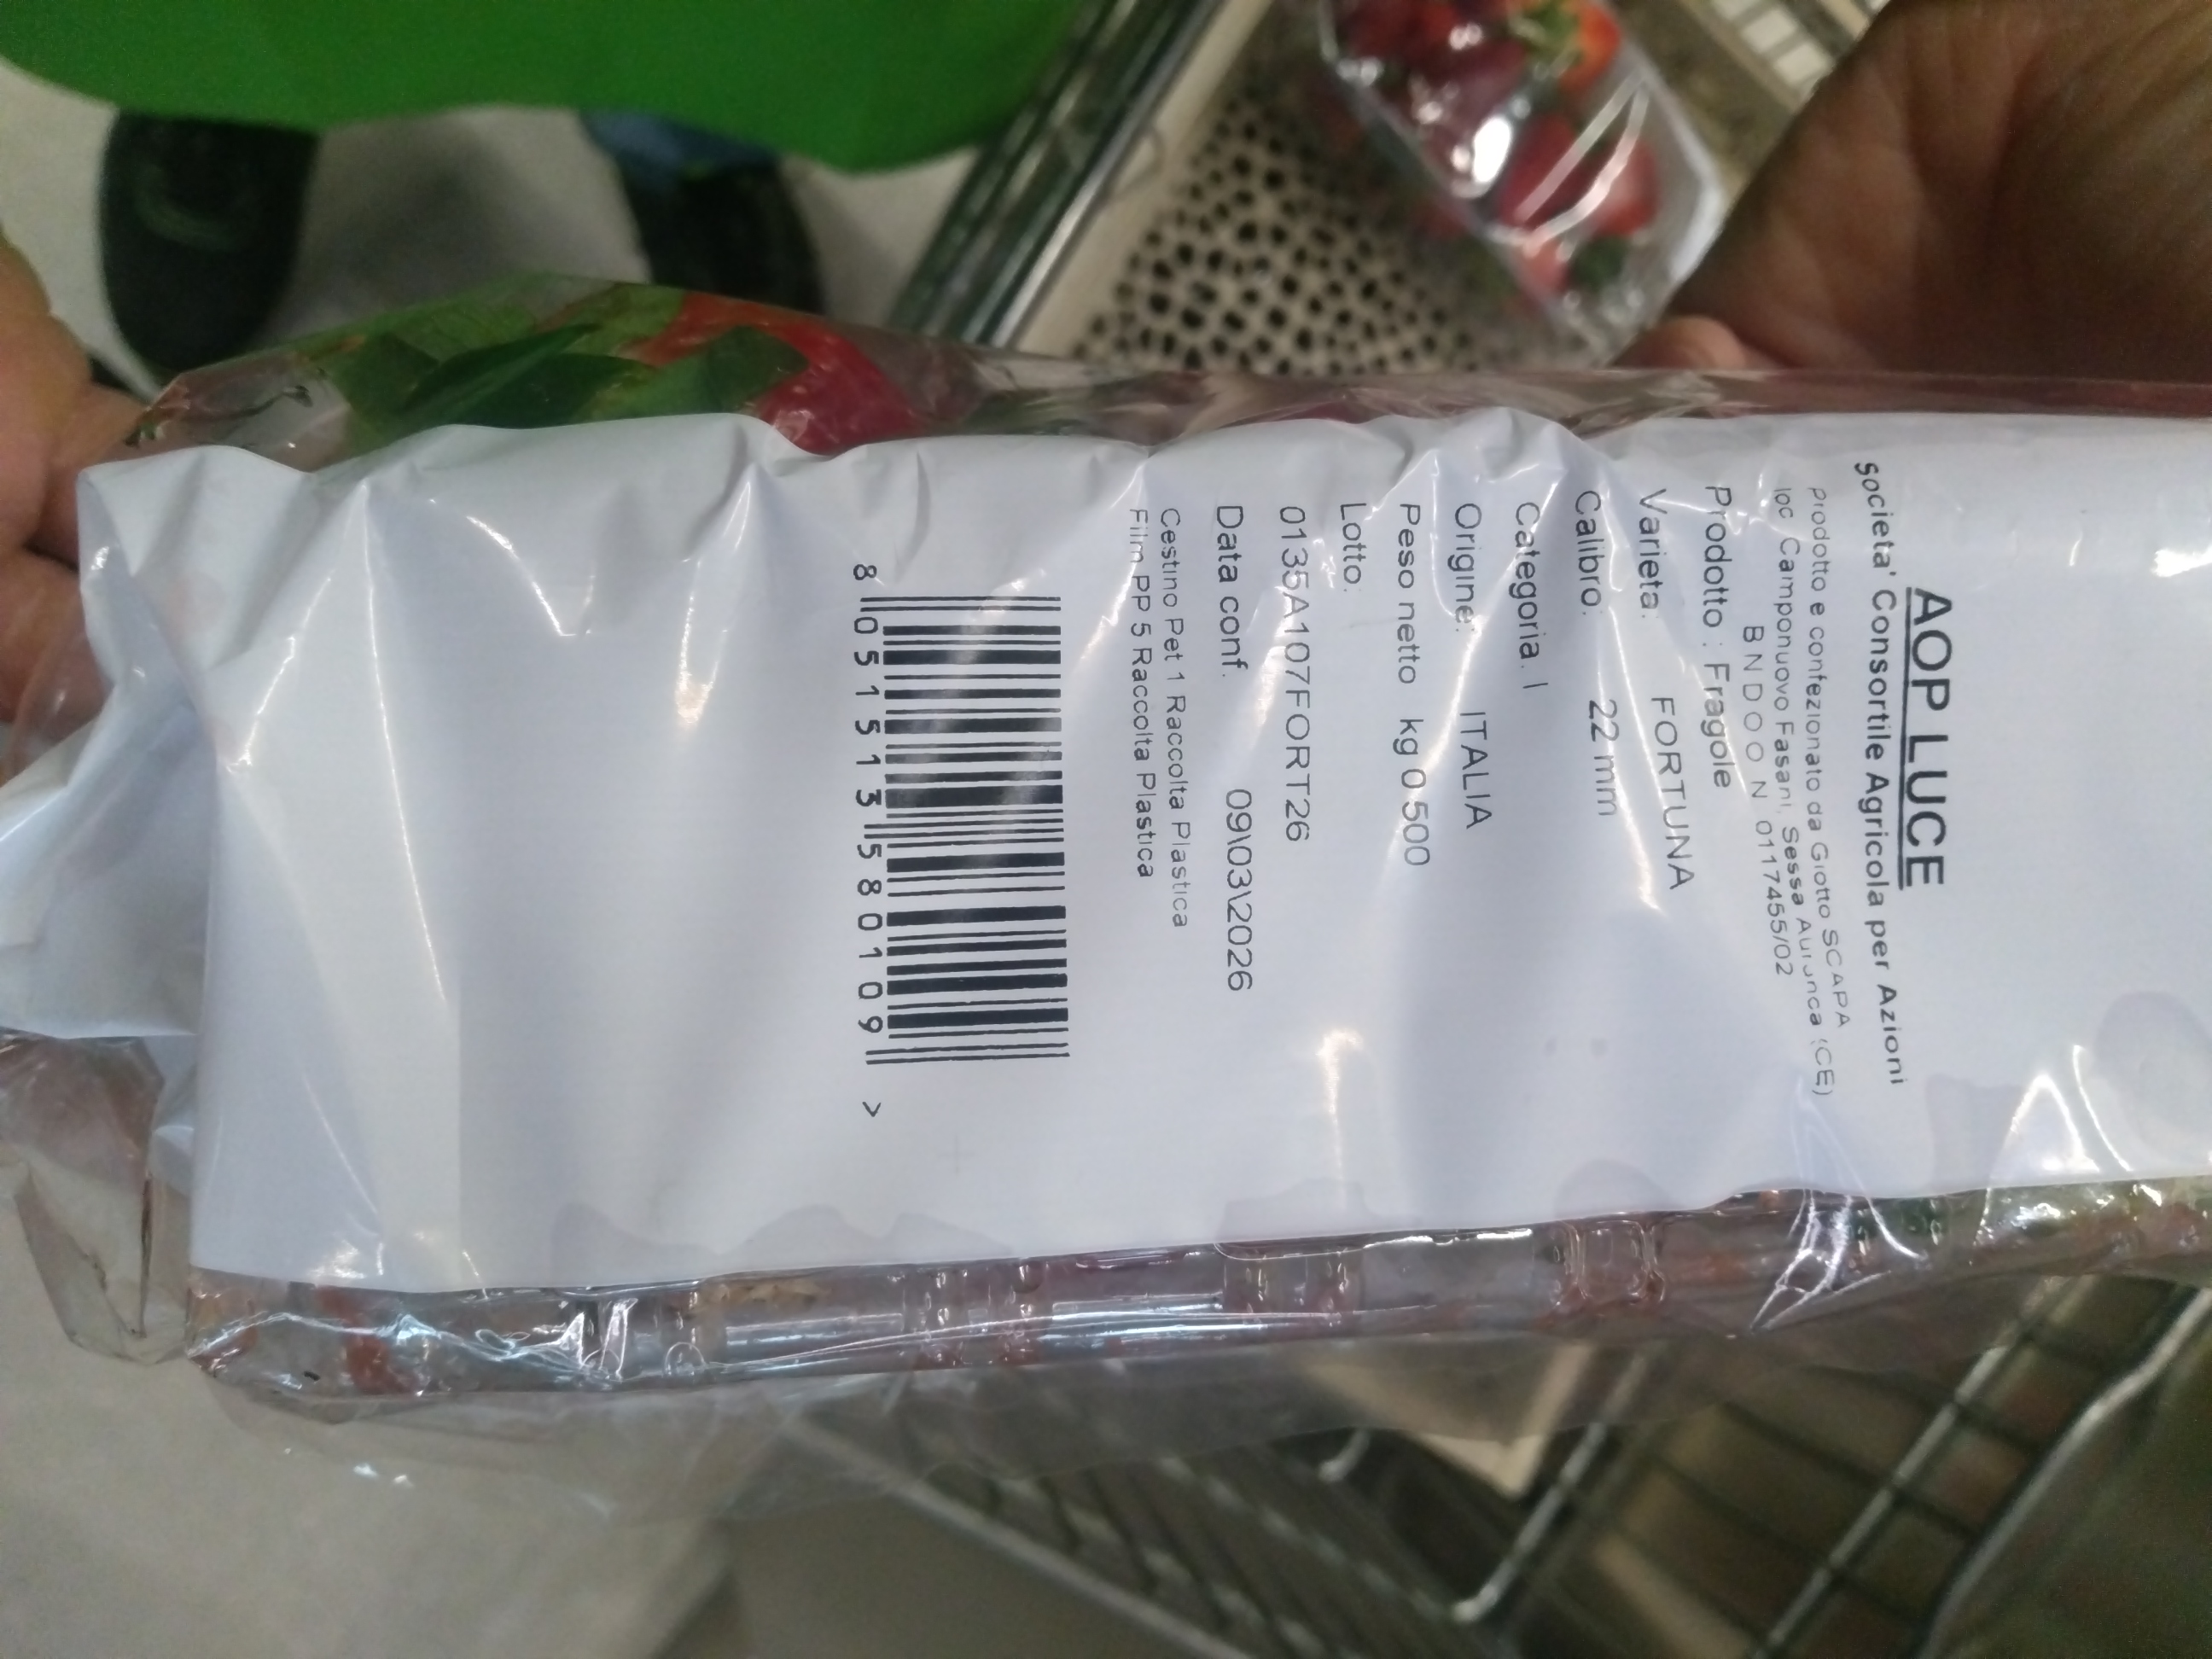 AOP LUCE
societa' Consortile Agricola per Azioni
Prodotto e confezionato da Giotto SCAPA
loc. Camponuovo Fasani, Sessa Aurunca (CE)
B N D O O N 0117455/02
Prodotto : Fragole
Varieta: FORTUNA
Calibro: 22 mm
Categoria. I
Origine: ITALIA
Peso netto kg 0.500
Lotto:
0135A107FORT26
Data conf. 09\03\2026
Cestino Pet 1 Raccolta Plastica
Film PP 5 Raccolta Plastica
8 051513 580109 >